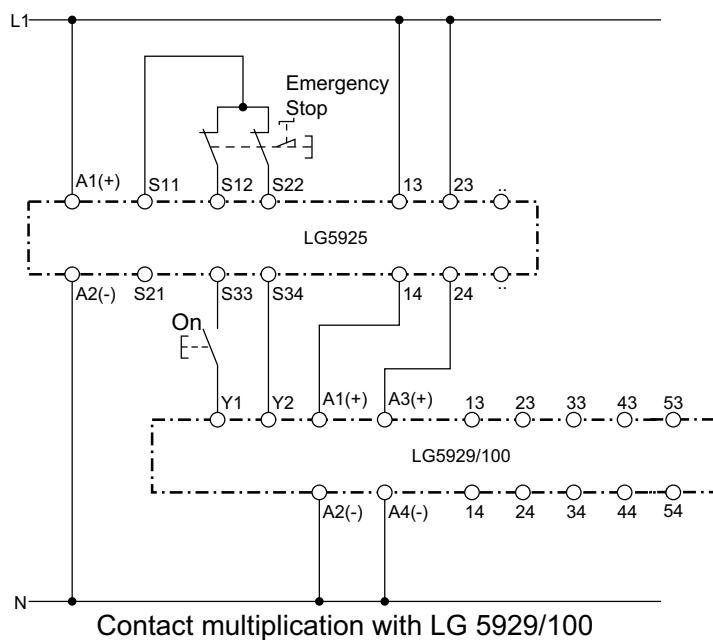 L1
Emergency
Stop
A1(+) S11 S12 S22 13 23 ..
LG5925
A2(-) S21 S33 S34 14 24 ..
On
Y1 Y2 A1(+) A3(+) 13 23 33 43 53
LG5929/100
A2(-) A4(-) 14 24 34 44 54
N
Contact multiplication with LG 5929/100